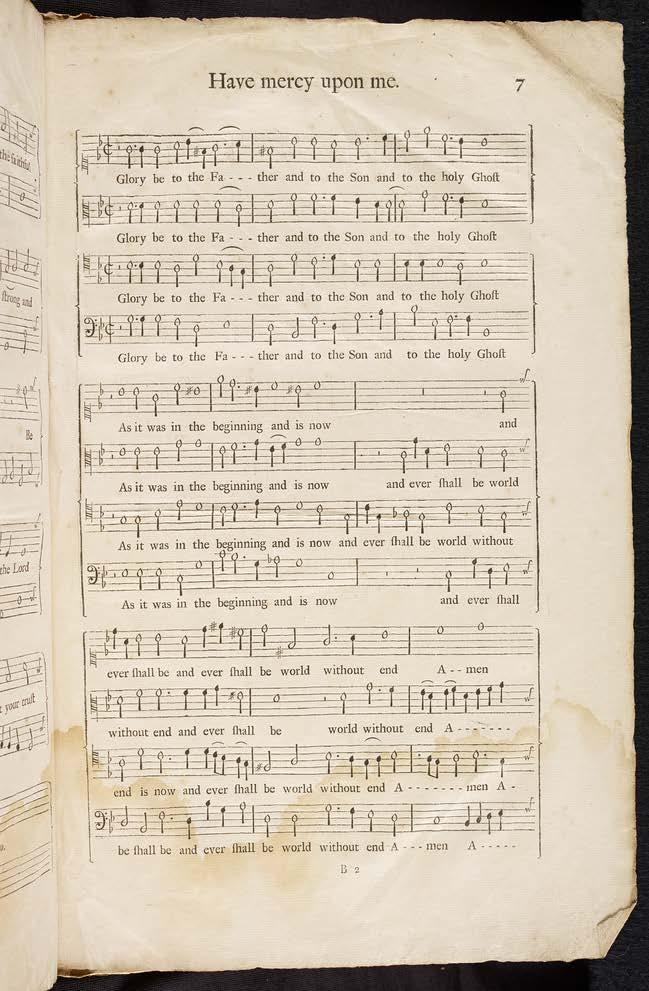 Have mercy upon me. 7
the faithful
Glory be to the Fa - - - ther and to the Son and to the holy Ghoſt
Glory be to the Fa - - - ther and to the Son and to the holy Ghoſt
ſtrong and
Glory be to the Fa - - - ther and to the Son and to the holy Ghoſt
Glory be to the Fa - - - ther and to the Son and to the holy Ghoſt
As it was in the beginning and is now and
Be
As it was in the beginning and is now and ever ſhall be world
As it was in the beginning and is now and ever ſhall be world without
the Lord
As it was in the beginning and is now and ever ſhall
ever ſhall be and ever ſhall be world without end A - - men
your truſt
without end and ever ſhall be world without end A - - - - - - -
end is now and ever ſhall be world without end A - - - - - - - men A -
be ſhall be and ever ſhall be world without end A - - - men A - - - - -
B 2